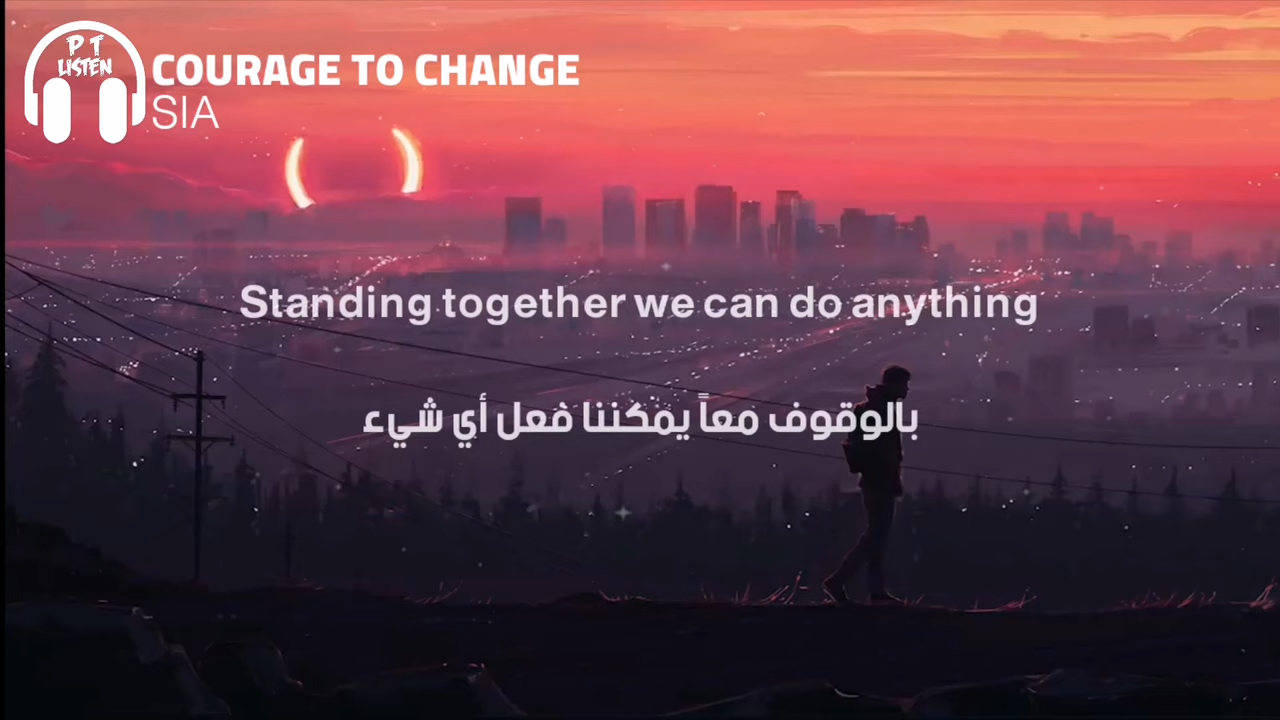 P T
LISTEN
COURAGE TO CHANGE
SIA
Standing together we can do anything
بالوقوف معاً يمكننا فعل أي شيء